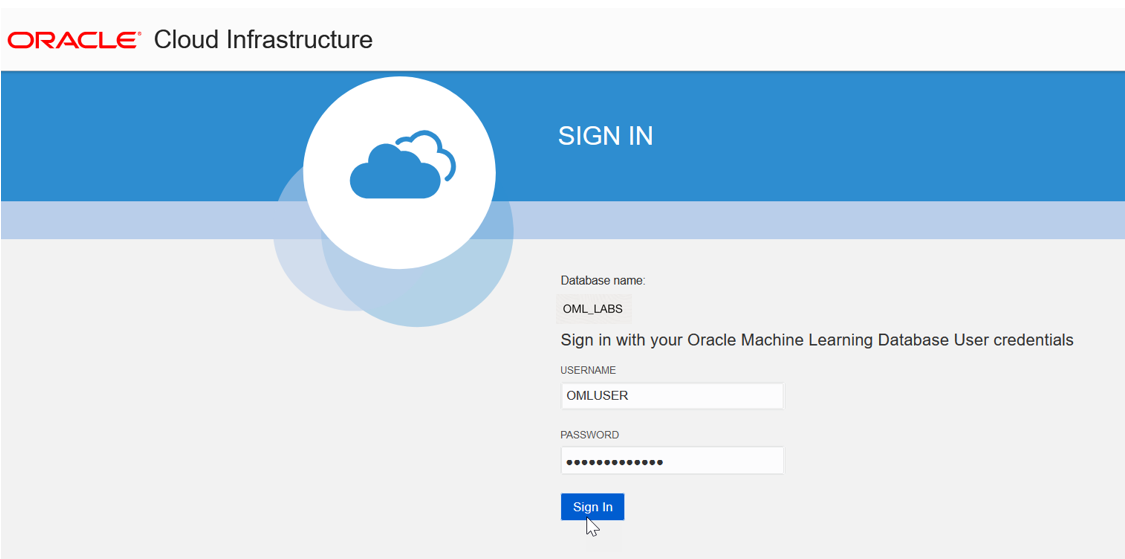 ORACLE® Cloud Infrastructure
SIGN IN
Database name:
OML_LABS
Sign in with your Oracle Machine Learning Database User credentials
USERNAME
OMLUSER
PASSWORD
•••••••••••••
Sign In